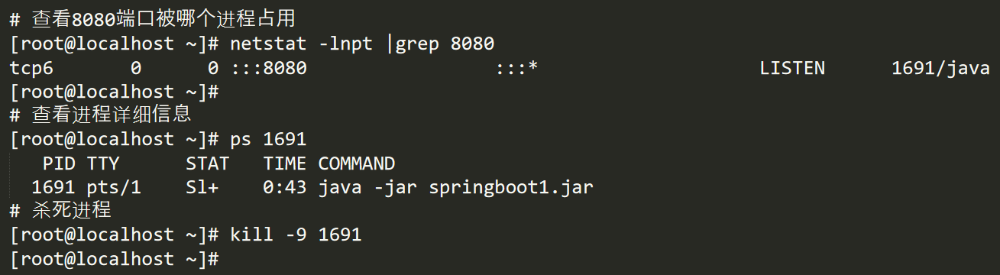 # 查看8080端口被哪个进程占用
[root@localhost ~]# netstat -lnpt |grep 8080
tcp6       0      0 :::8080                 :::*                    LISTEN      1691/java
[root@localhost ~]#
# 查看进程详细信息
[root@localhost ~]# ps 1691
   PID TTY      STAT   TIME COMMAND
  1691 pts/1    Sl+    0:43 java -jar springboot1.jar
# 杀死进程
[root@localhost ~]# kill -9 1691
[root@localhost ~]#